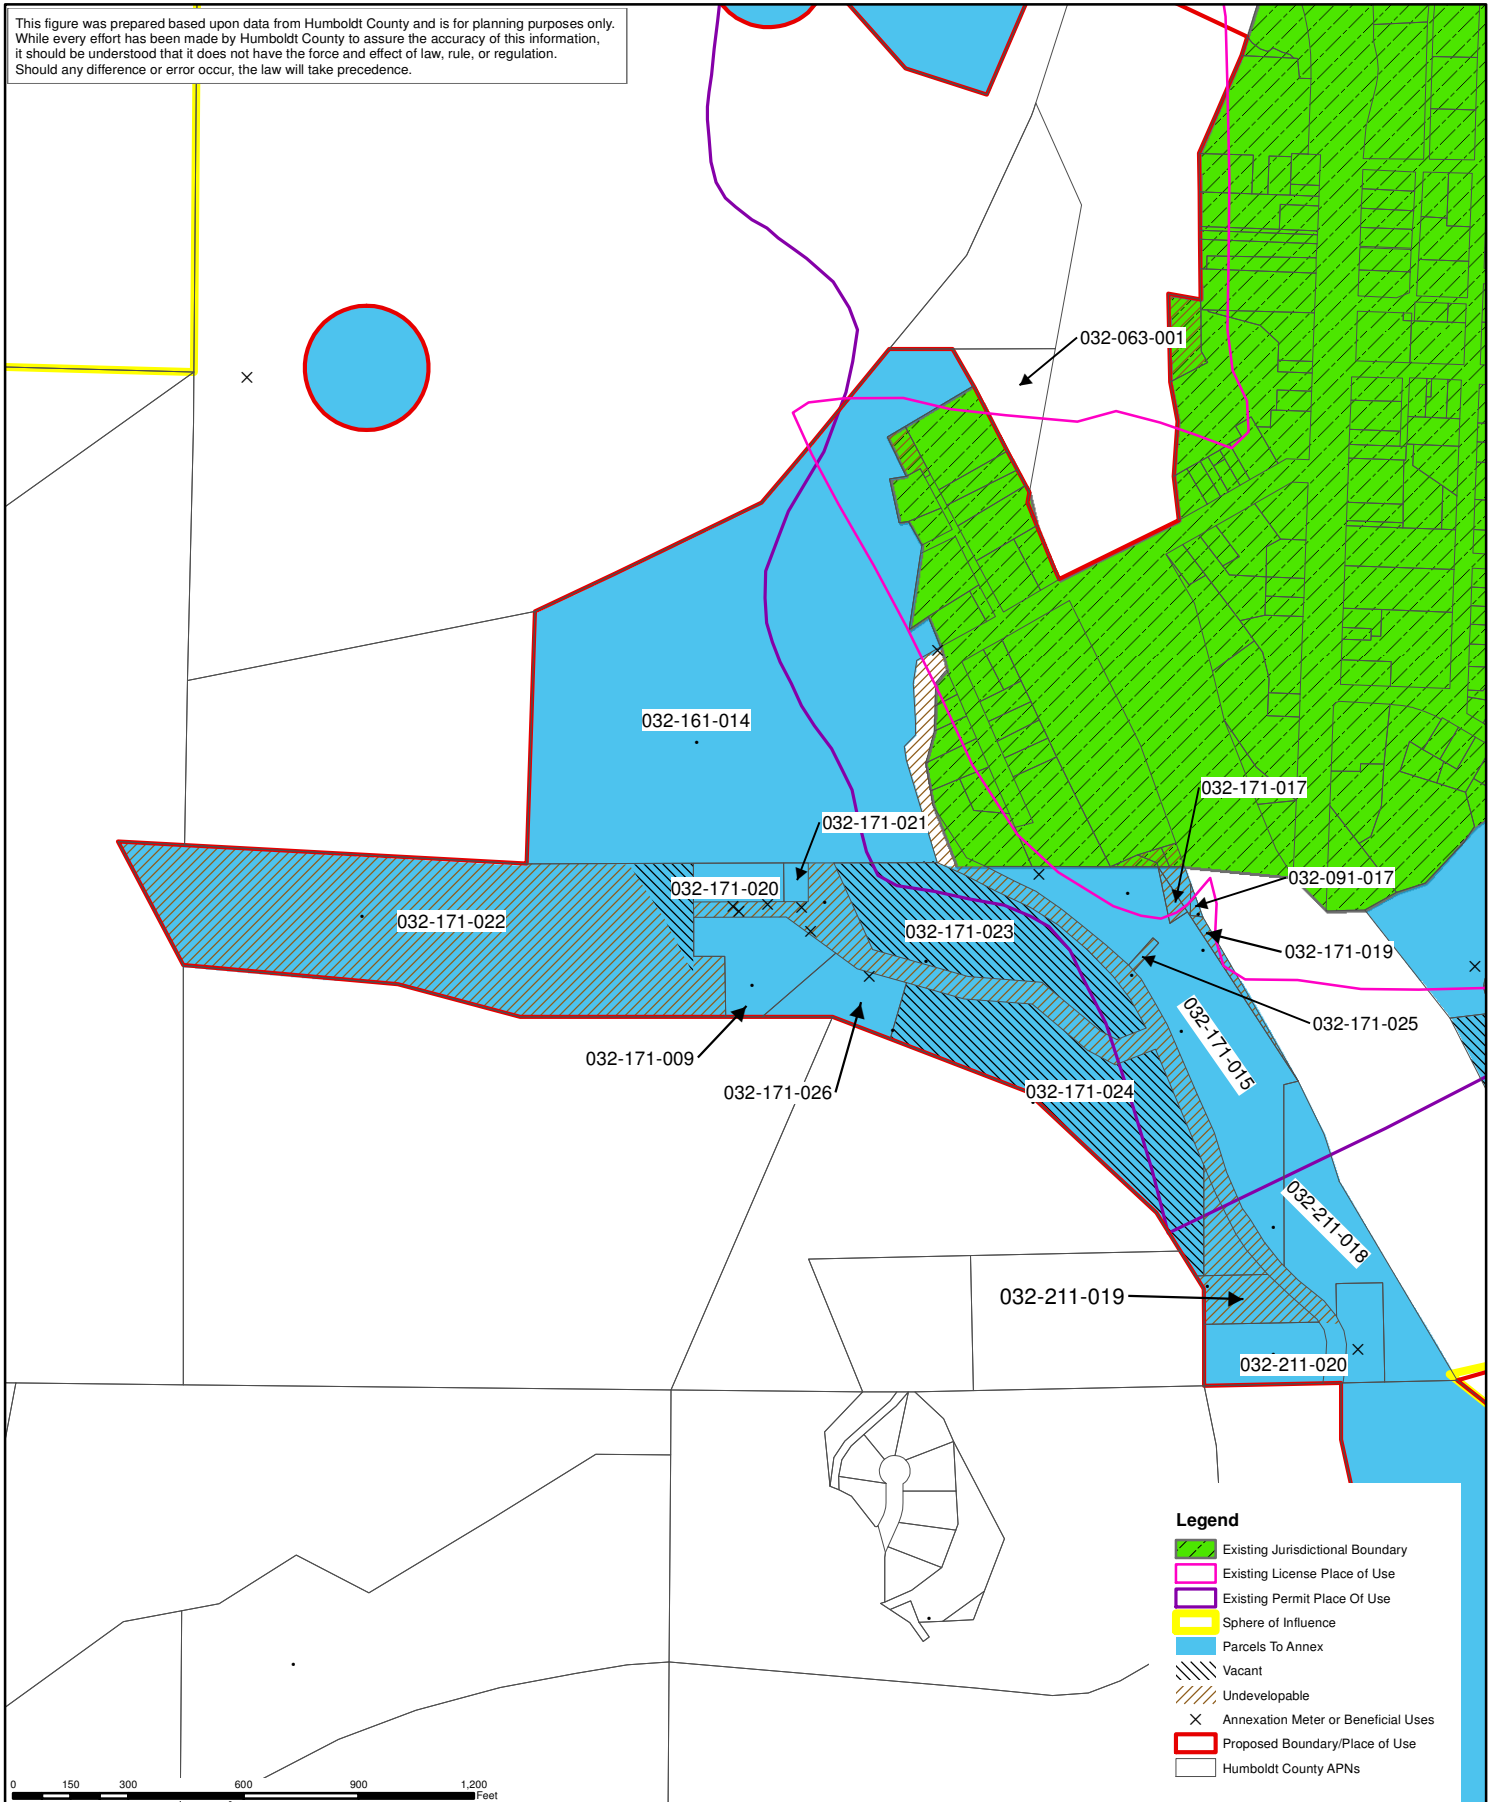 This figure was prepared based upon data from Humboldt County and is for planning purposes only.
While every effort has been made by Humboldt County to assure the accuracy of this information,
it should be understood that it does not have the force and effect of law, rule, or regulation.
Should any difference or error occur, the law will take precedence.
032-063-001
032-161-014
032-171-017
032-171-021
032-091-017
032-171-020
032-171-022
032-171-023
032-171-019
032-171-025
032-171-015
032-171-009
032-171-026
032-171-024
032-211-018
032-211-019
032-211-020
Legend
Existing Jurisdictional Boundary
Existing License Place of Use
Existing Permit Place Of Use
Sphere of Influence
Parcels To Annex
Vacant
Undevelopable
Annexation Meter or Beneficial Uses
Proposed Boundary/Place of Use
Humboldt County APNs
0 150 300 600 900 1,200
Feet